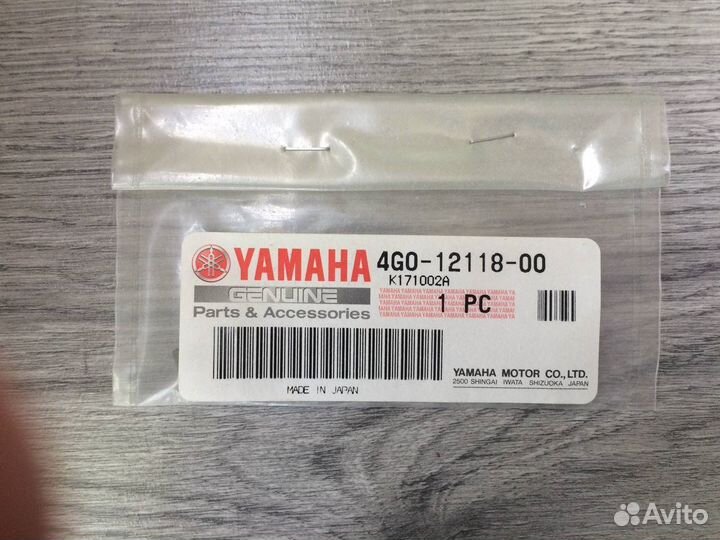 YAMAHA 4G0-12118-00
K171002A
GENUINE
Parts & Accessories
1 PC
MADE IN JAPAN
YAMAHA MOTOR CO.,LTD.
2500 SHINGAI IWATA SHIZUOKA JAPAN
Avito